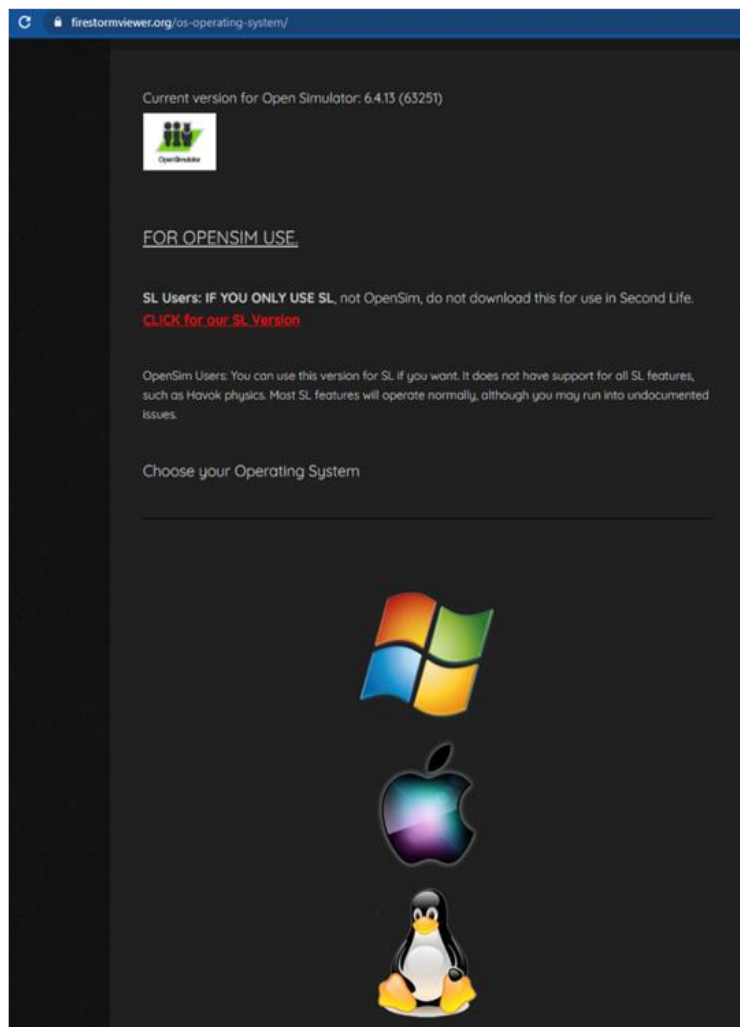 firestormviewer.org/os-operating-system/
Current version for Open Simulator: 6.4.13 (63251)
OpenSimulator
FOR OPENSIM USE.
SL Users: IF YOU ONLY USE SL, not OpenSim, do not download this for use in Second Life.
CLICK for our SL Version
OpenSim Users: You can use this version for SL if you want. It does not have support for all SL features,
such as Havok physics. Most SL features will operate normally, although you may run into undocumented
issues.
Choose your Operating System